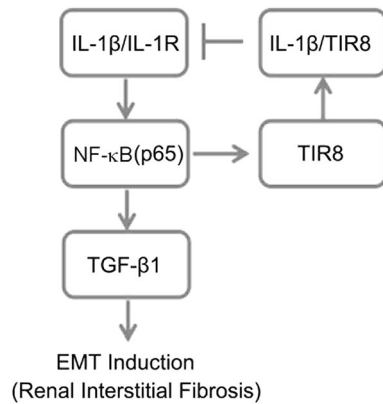 IL-1β/IL-1R
IL-1β/TIR8
NF-κB(p65)
TIR8
TGF-β1
EMT Induction
(Renal Interstitial Fibrosis)